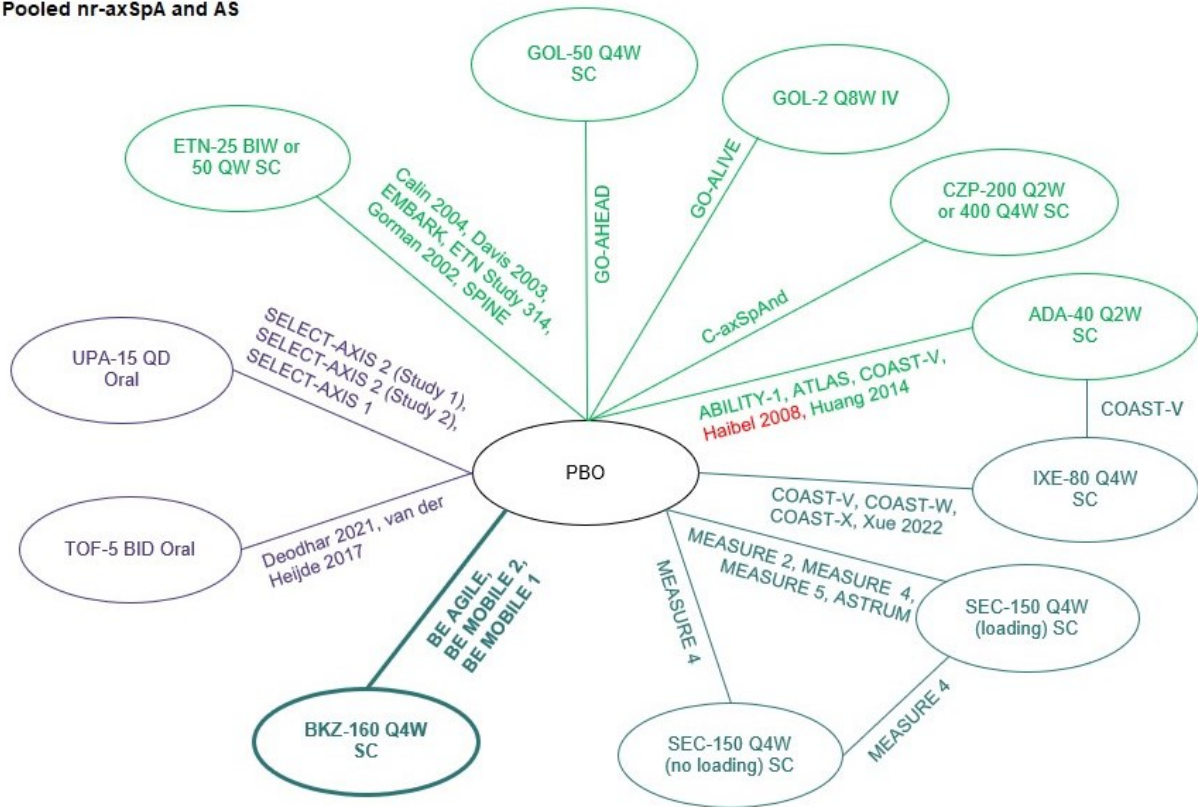 Pooled nr-axSpA and AS
GOL-50 Q4W
SC
GOL-2 Q8W IV
ETN-25 BIW or
50 QW SC
CZP-200 Q2W
or 400 Q4W SC
Calin 2004, Davis 2003,
EMBARK, ETN Study 314,
Gorman 2002, SPINE
GO-AHEAD
GO-ALIVE
C-axSpAnd
ADA-40 Q2W
SC
UPA-15 QD
Oral
SELECT-AXIS 2 (Study 1),
SELECT-AXIS 2 (Study 2),
SELECT-AXIS 1
ABILITY-1, ATLAS, COAST-V,
Haibel 2008, Huang 2014
COAST-V
PBO
IXE-80 Q4W
SC
COAST-V, COAST-W,
COAST-X, Xue 2022
TOF-5 BID Oral
Deodhar 2021, van der
Heijde 2017
MEASURE 2, MEASURE 4,
MEASURE 5, ASTRUM
MEASURE 4
BE AGILE,
BE MOBILE 2,
BE MOBILE 1
SEC-150 Q4W
(loading) SC
MEASURE 4
BKZ-160 Q4W
SC
SEC-150 Q4W
(no loading) SC